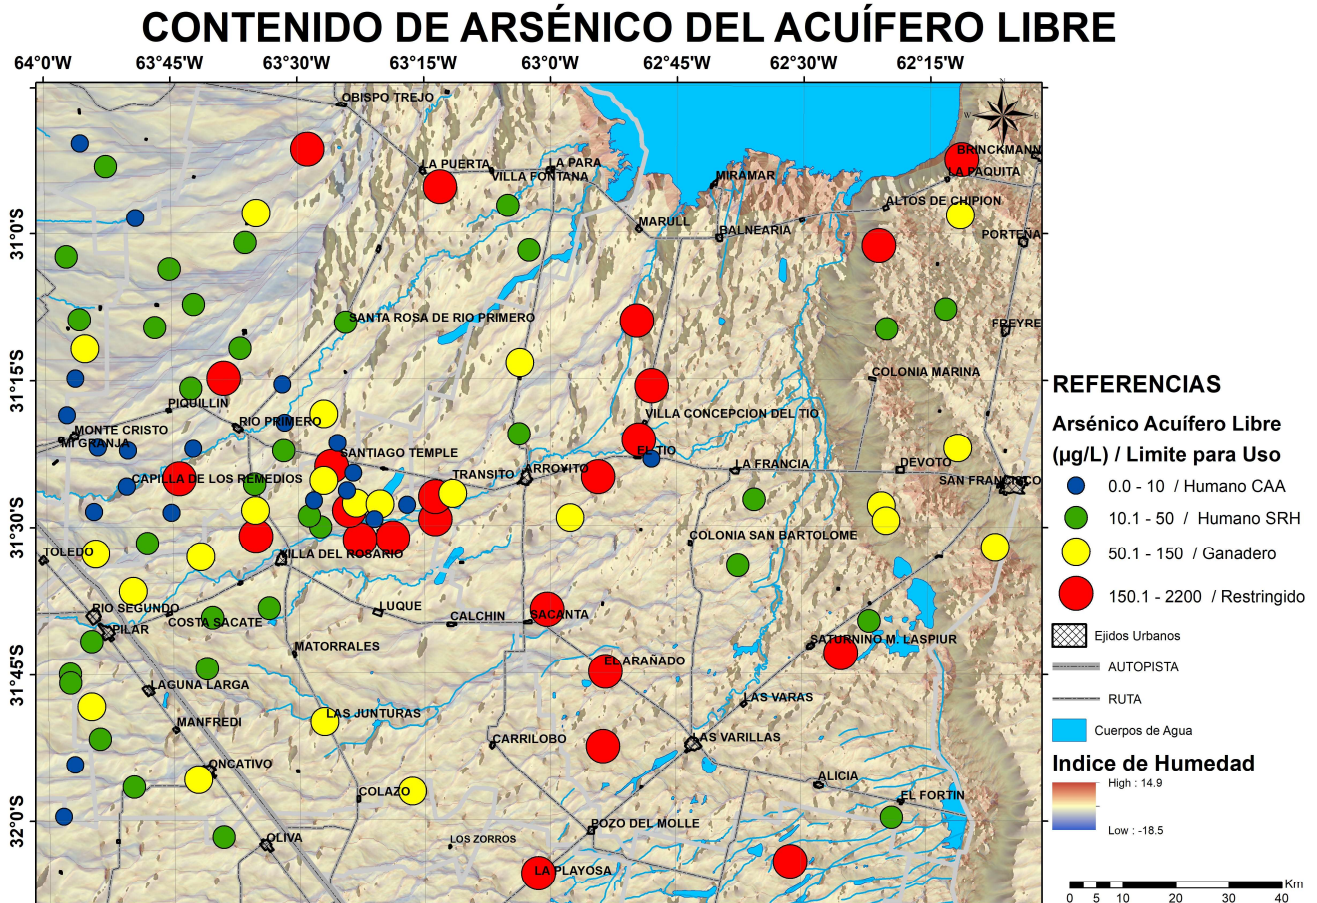 CONTENIDO DE ARSÉNICO DEL ACUÍFERO LIBRE
64°0'W 63°45'W 63°30'W 63°15'W 63°0'W 62°45'W 62°30'W 62°15'W
OBISPO TREJO
BRINCKMANN
LA PUERTA
LA PARA
VILLA FONTANA
MIRAMAR
LA PAQUITA
ALTOS DE CHIPION
MARULL
BALNEARIA
PORTEÑA
31°0'S
SANTA ROSA DE RIO PRIMERO
FREYRE
31°15'S
COLONIA MARINA
PIQUILLIN
RIO PRIMERO
VILLA CONCEPCION DEL TIO
MONTE CRISTO
MI GRANJA
SANTIAGO TEMPLE
EL TIO
CAPILLA DE LOS REMEDIOS
TRANSITO
ARROYITO
LA FRANCIA
DEVOTO
SAN FRANCISCO
31°30'S
COLONIA SAN BARTOLOME
TOLEDO
VILLA DEL ROSARIO
RIO SEGUNDO
PILAR
COSTA SACATE
LUQUE
CALCHIN
SACANTA
MATORRALES
SATURNINO M. LASPIUR
EL ARAÑADO
31°45'S
LAGUNA LARGA
LAS VARAS
MANFREDI
LAS JUNTURAS
CARRILOBO
LAS VARILLAS
ONCATIVO
COLAZO
ALICIA
EL FORTIN
32°0'S
POZO DEL MOLLE
OLIVA
LOS ZORROS
LA PLAYOSA
N
W E
REFERENCIAS
Arsénico Acuífero Libre
(µg/L) / Limite para Uso
0.0 - 10 / Humano CAA
10.1 - 50 / Humano SRH
50.1 - 150 / Ganadero
150.1 - 2200 / Restringido
Ejidos Urbanos
AUTOPISTA
RUTA
Cuerpos de Agua
Indice de Humedad
High : 14.9
Low : -18.5
Km
0 5 10 20 30 40